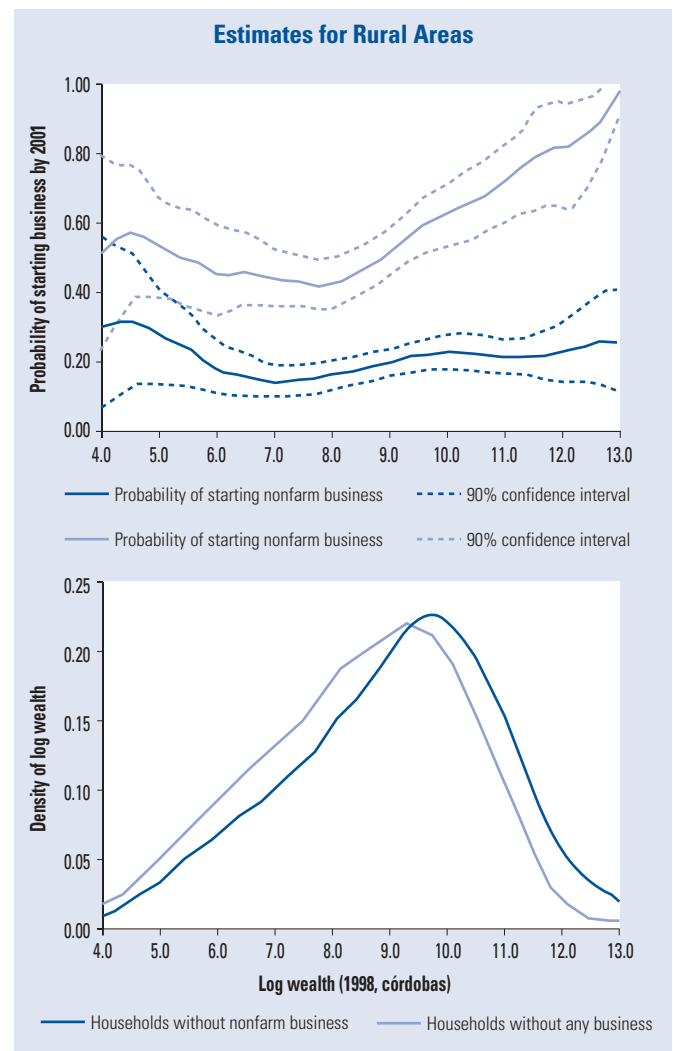 Estimates for Rural Areas
Probability of starting business by 2001
1.00
0.80
0.60
0.40
0.20
0.00
4.0 5.0 6.0 7.0 8.0 9.0 10.0 11.0 12.0 13.0
Probability of starting nonfarm business 90% confidence interval
Probability of starting nonfarm business 90% confidence interval
Density of log wealth
0.25
0.20
0.15
0.10
0.05
0.00
4.0 5.0 6.0 7.0 8.0 9.0 10.0 11.0 12.0 13.0
Log wealth (1998, córdobas)
Households without nonfarm business Households without any business